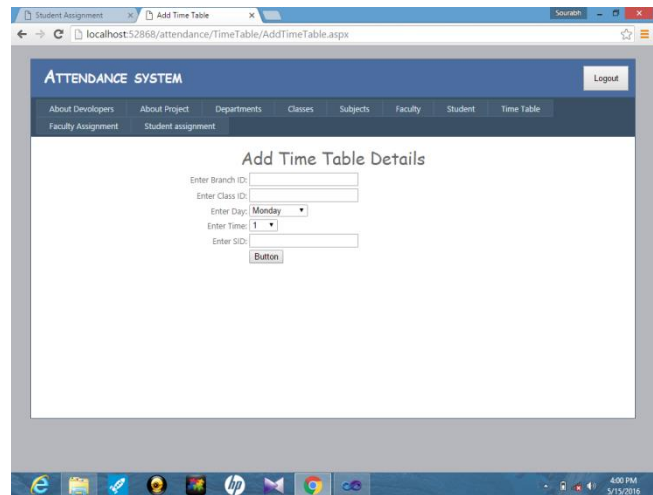 Student Assignment
Add Time Table
Sourabh
localhost:52868/attendance/TimeTable/AddTimeTable.aspx
ATTENDANCE SYSTEM
Logout
About Devolopers About Project Departments Classes Subjects Faculty Student Time Table
Faculty Assignment Student assignment
Add Time Table Details
Enter Branch ID:
Enter Class ID:
Enter Day: Monday
Enter Time: 1
Enter SID:
Button
hp
4:00 PM
5/15/2016